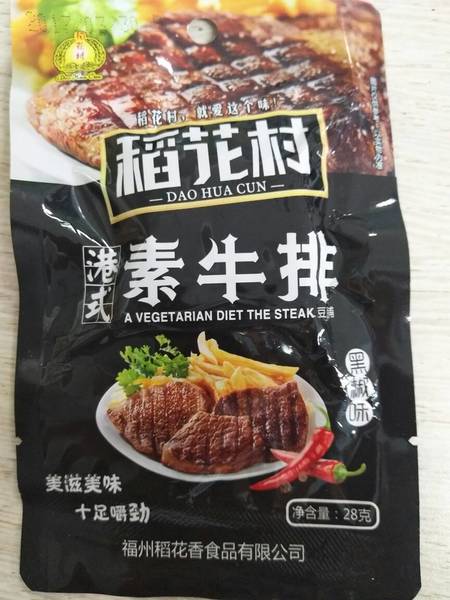 稻花村，就爱这个味！
稻花村
DAO HUA CUN
港式
素牛排
A VEGETARIAN DIET THE STEAK
黑椒味
美滋美味
十足嚼劲
净含量：28克
福州稻花香食品有限公司